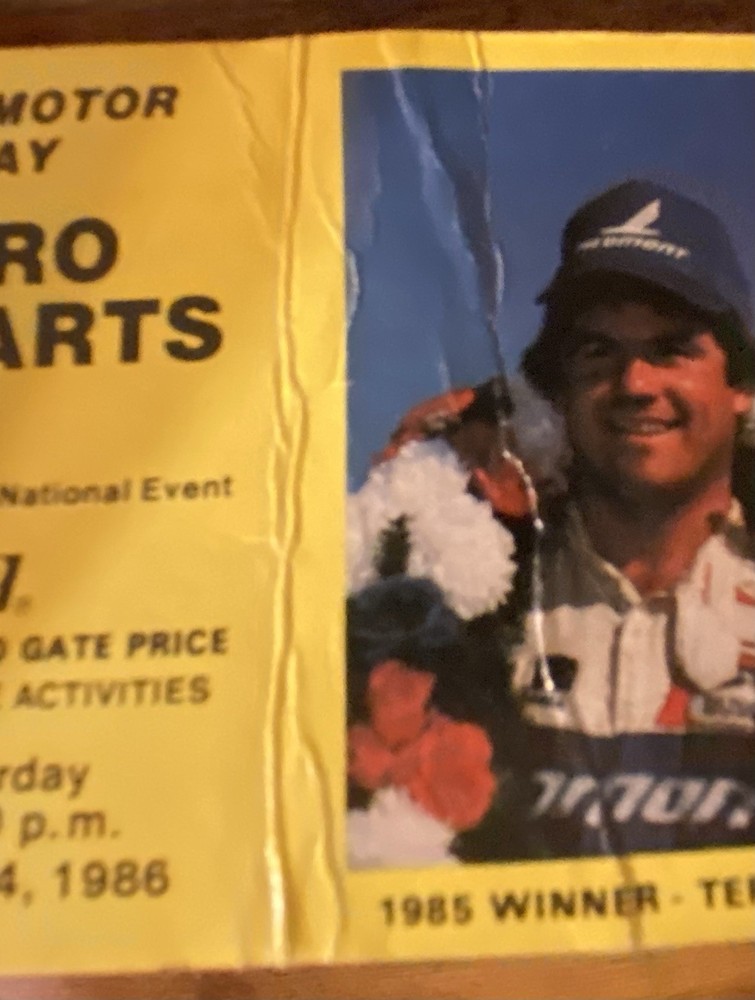 MOTOR
AY
RO
ARTS
National Event
GATE PRICE
ACTIVITIES
rday
p.m.
4, 1986
PIEDMONT
1985 WINNER - TE